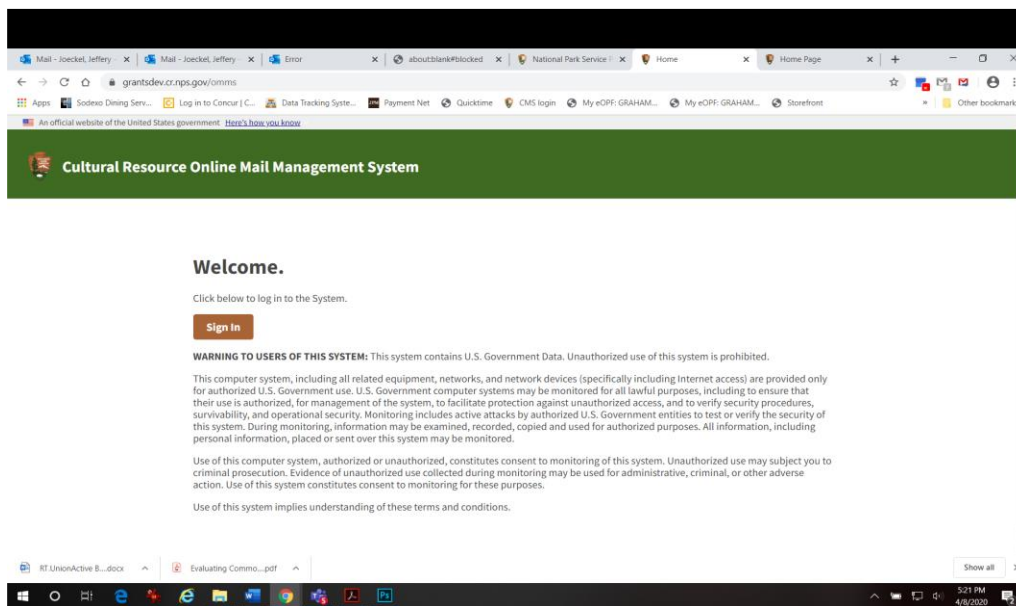 Mail - Joeckel, Jeffery - Mail - Joeckel, Jeffery - Error about:blank#blocked National Park Service Home Home Page
grantsdev.cr.nps.gov/omms
Apps Sodexo Dining Serv... Log in to Concur | C... Data Tracking Syste... Payment Net Quicktime CMS login My eOPF: GRAHAM... My eOPF: GRAHAM... Storefront » Other bookmark
An official website of the United States government Here's how you know
Cultural Resource Online Mail Management System
Welcome.
Click below to log in to the System.
Sign In
WARNING TO USERS OF THIS SYSTEM: This system contains U.S. Government Data. Unauthorized use of this system is prohibited.
This computer system, including all related equipment, networks, and network devices (specifically including Internet access) are provided only
for authorized U.S. Government use. U.S. Government computer systems may be monitored for all lawful purposes, including to ensure that
their use is authorized, for management of the system, to facilitate protection against unauthorized access, and to verify security procedures,
survivability, and operational security. Monitoring includes active attacks by authorized U.S. Government entities to test or verify the security of
this system. During monitoring, information may be examined, recorded, copied and used for authorized purposes. All information, including
personal information, placed or sent over this system may be monitored.
Use of this computer system, authorized or unauthorized, constitutes consent to monitoring of this system. Unauthorized use may subject you to
criminal prosecution. Evidence of unauthorized use collected during monitoring may be used for administrative, criminal, or other adverse
action. Use of this system constitutes consent to monitoring for these purposes.
Use of this system implies understanding of these terms and conditions.
RT.UnionActive B....docx Evaluating Commo....pdf Show all
5:21 PM
4/8/2020